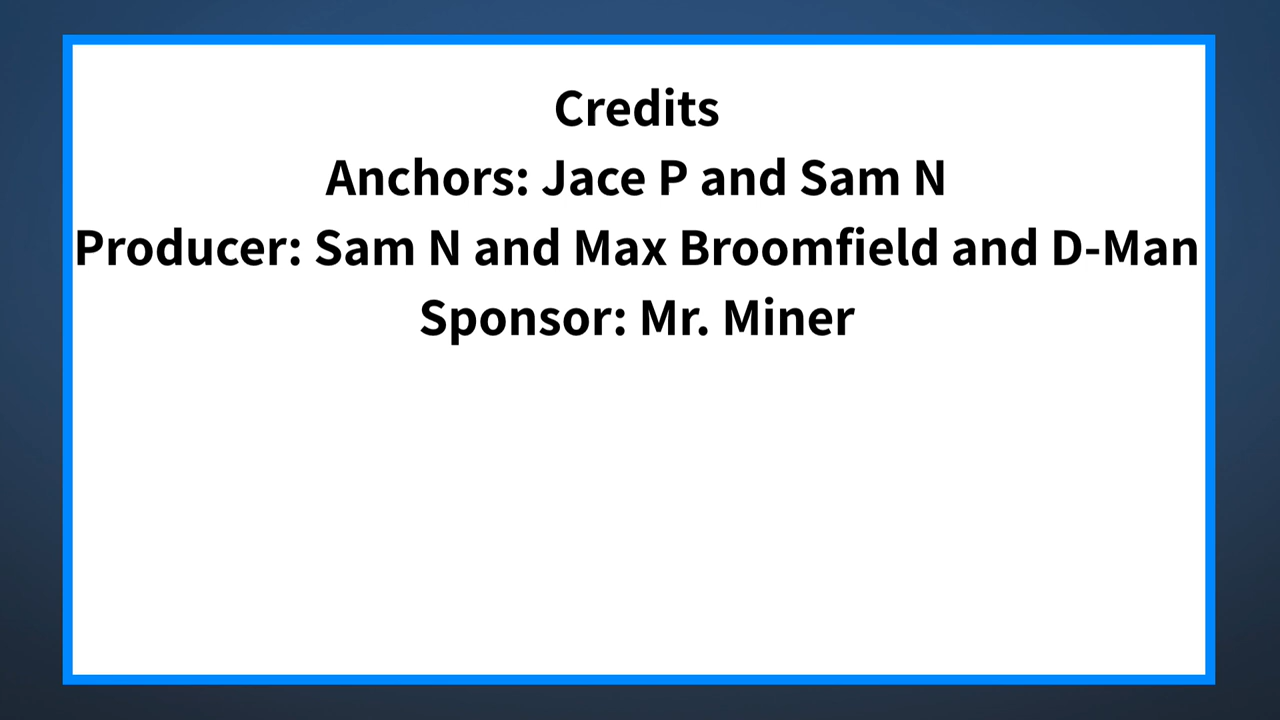 Credits
Anchors: Jace P and Sam N
Producer: Sam N and Max Broomfield and D-Man
Sponsor: Mr. Miner